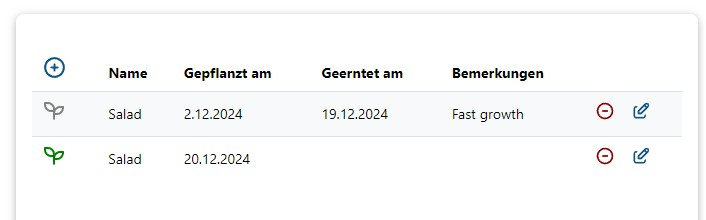 Name Gepflanzt am Geerntet am Bemerkungen
Salad 2.12.2024 19.12.2024 Fast growth
Salad 20.12.2024